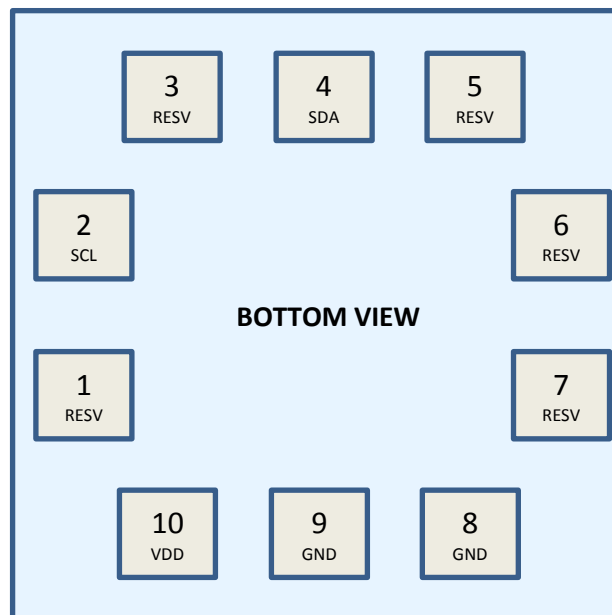 3
RESV
4
SDA
5
RESV
2
SCL
6
RESV
BOTTOM VIEW
1
RESV
7
RESV
10
VDD
9
GND
8
GND